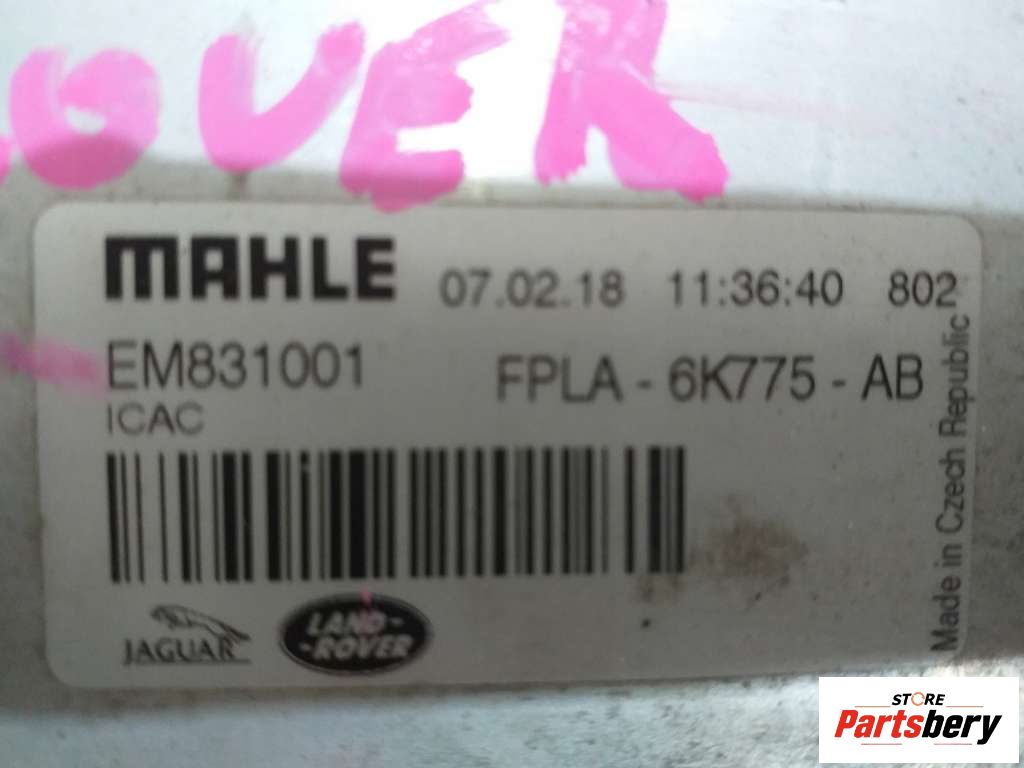 OVER
MAHLE 07.02.18 11:36:40 802
EM831001 FPLA - 6K775 - AB
ICAC
Made in Czech Republic
JAGUAR LAND-
-ROVER
STORE
Partsbery